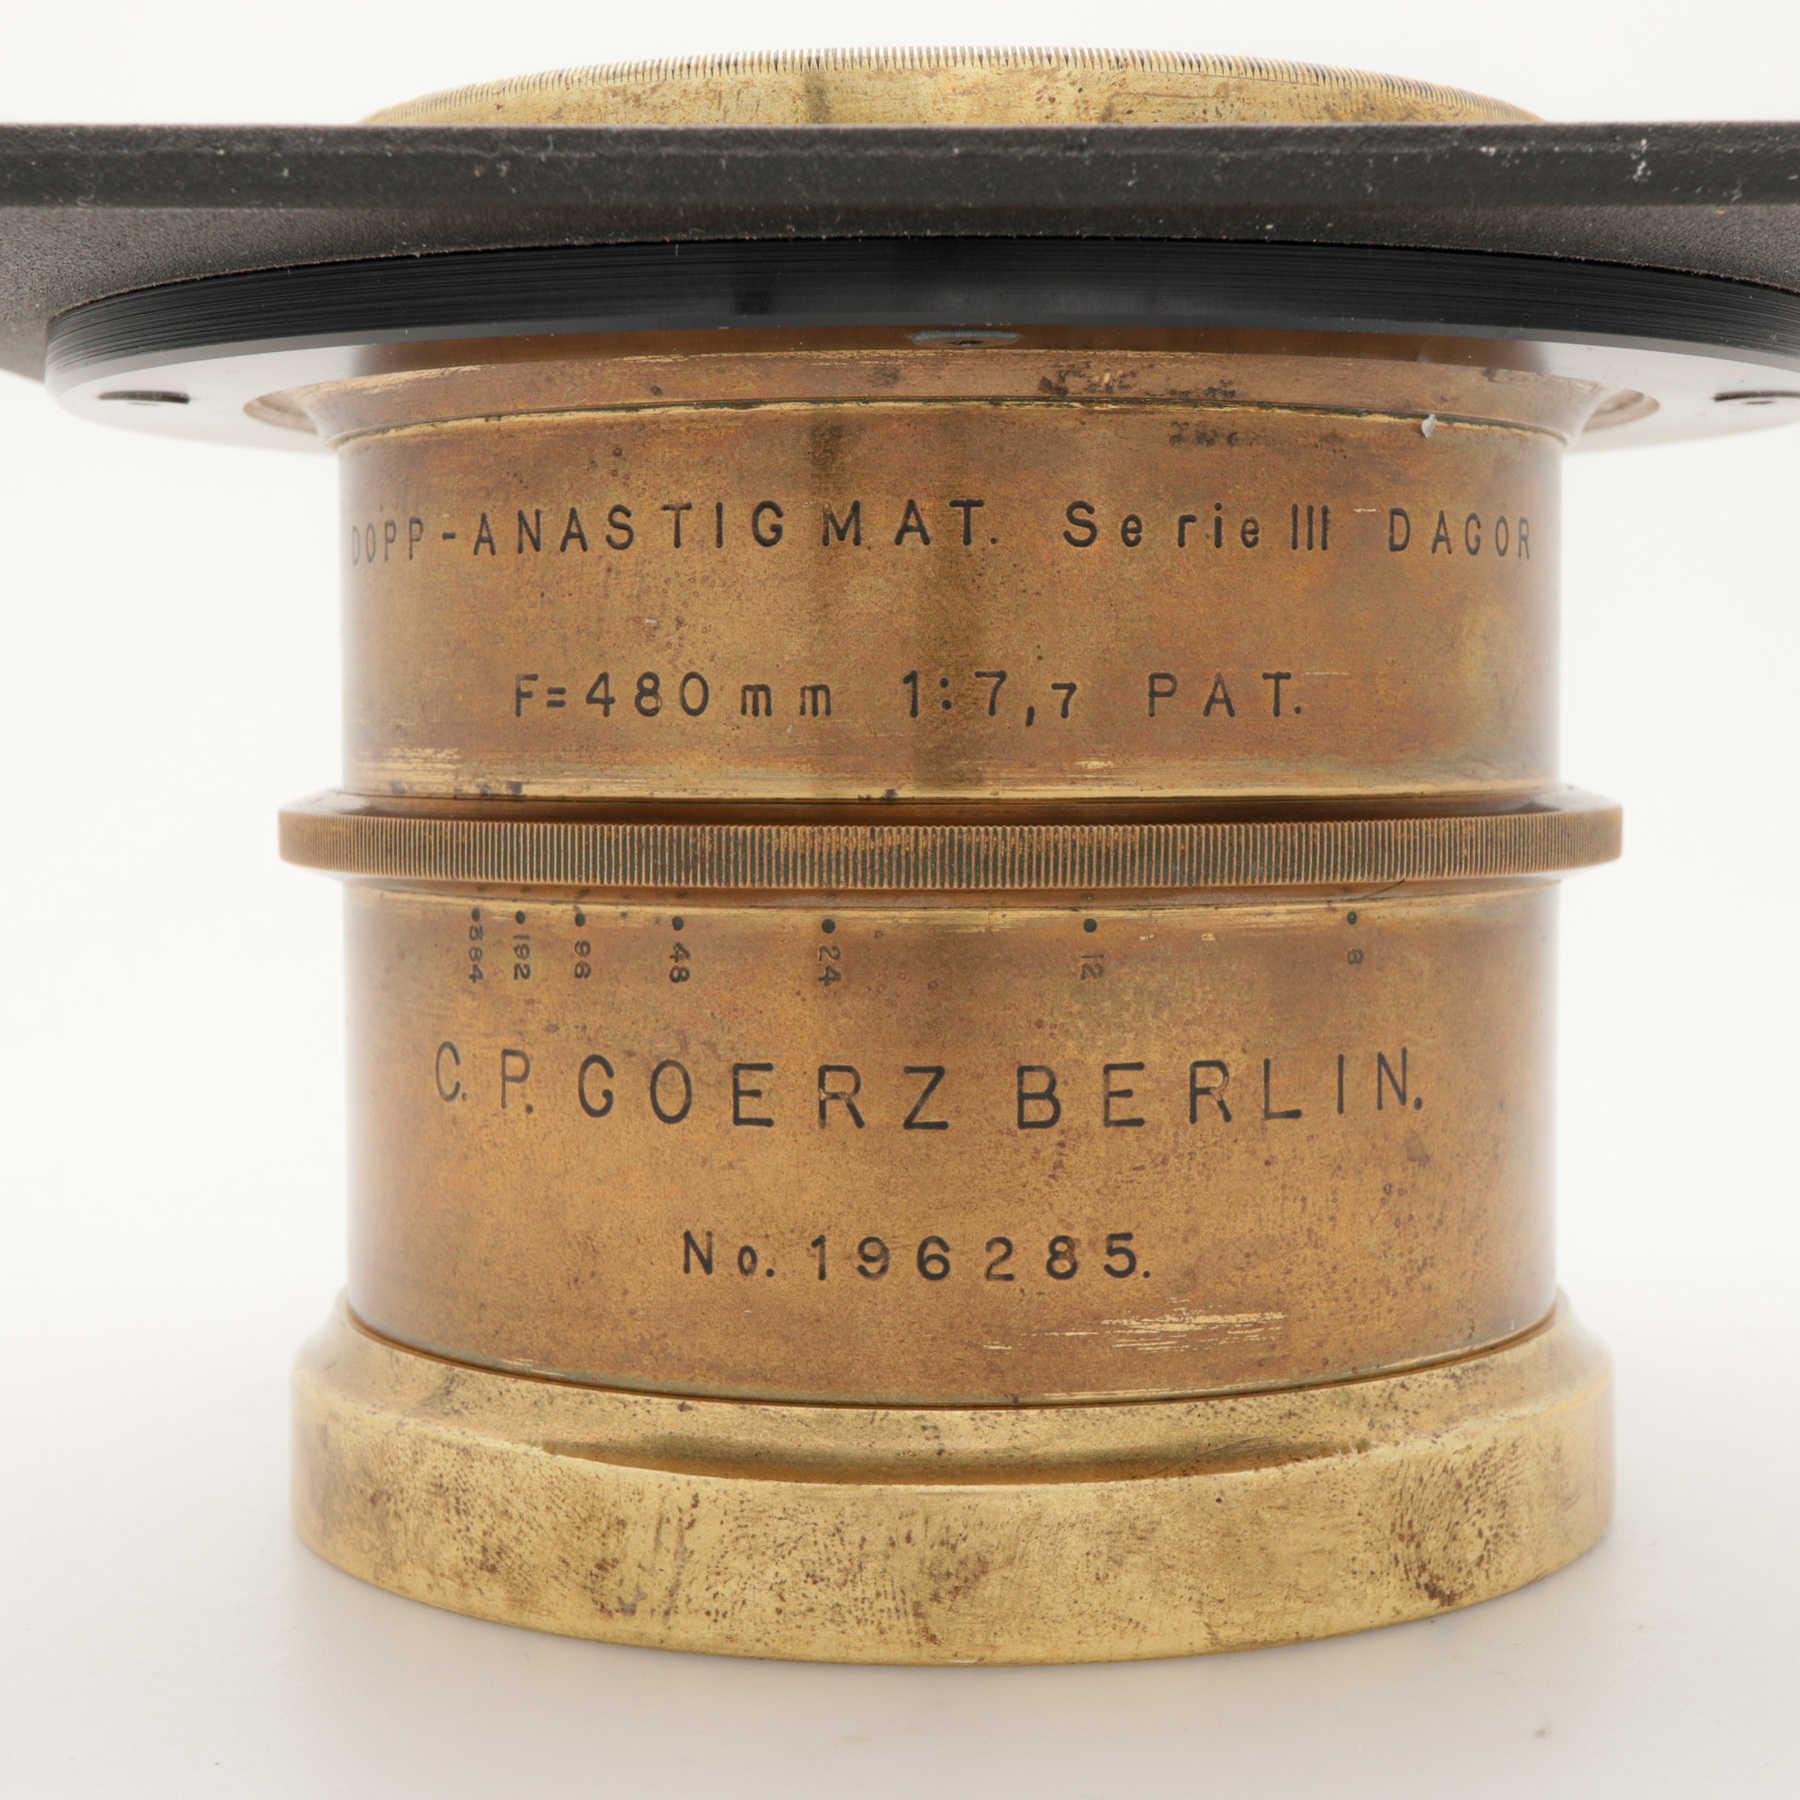 DOPP-ANASTIGMAT. Serie III DAGOR
F=480mm 1:7,7 PAT.
384 192 96 48 24 12 8
C.P. GOERZ BERLIN.
No. 196285.